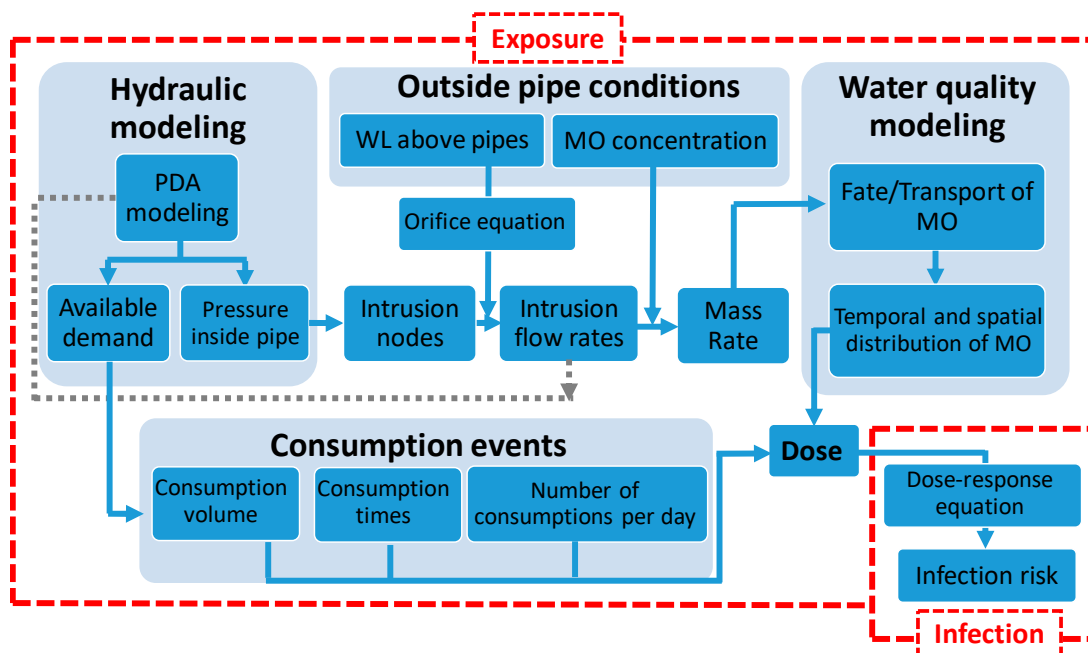 Exposure
Hydraulic
modeling
PDA
modeling
Available
demand
Pressure
inside pipe
Outside pipe conditions
WL above pipes
MO concentration
Orifice equation
Intrusion
nodes
Intrusion
flow rates
Mass
Rate
Water quality
modeling
Fate/Transport of
MO
Temporal and spatial
distribution of MO
Consumption events
Consumption
volume
Consumption
times
Number of
consumptions per day
Dose
Dose-response
equation
Infection risk
Infection